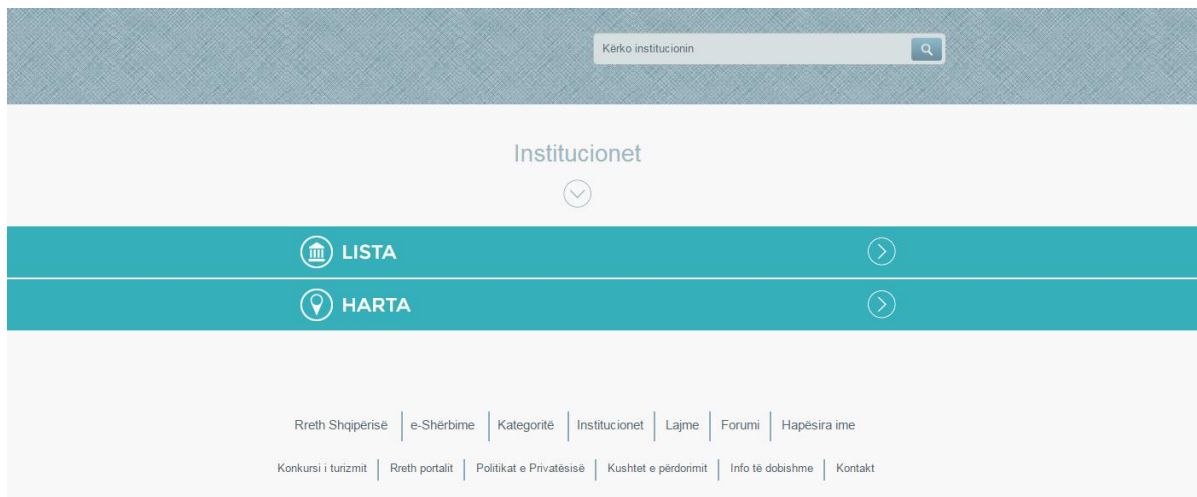 Kërko institucionin
Institucionet
LISTA
HARTA
Rreth Shqipërisë e-Shërbime Kategoritë Institucionet Lajme Forumi Hapësira ime
Konkursi i turizmit Rreth portalit Politikat e Privatësisë Kushtet e përdorimit Info të dobishme Kontakt